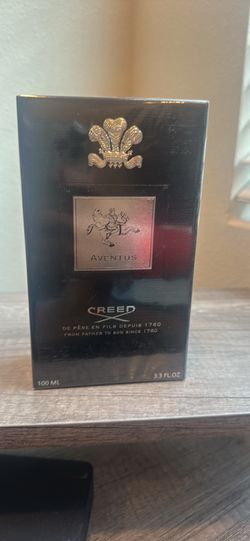 AVENTUS
CREED
DE PÈRE EN FILS DEPUIS 1760
FROM FATHER TO SON SINCE 1760
100 ML
3.3 FL.OZ